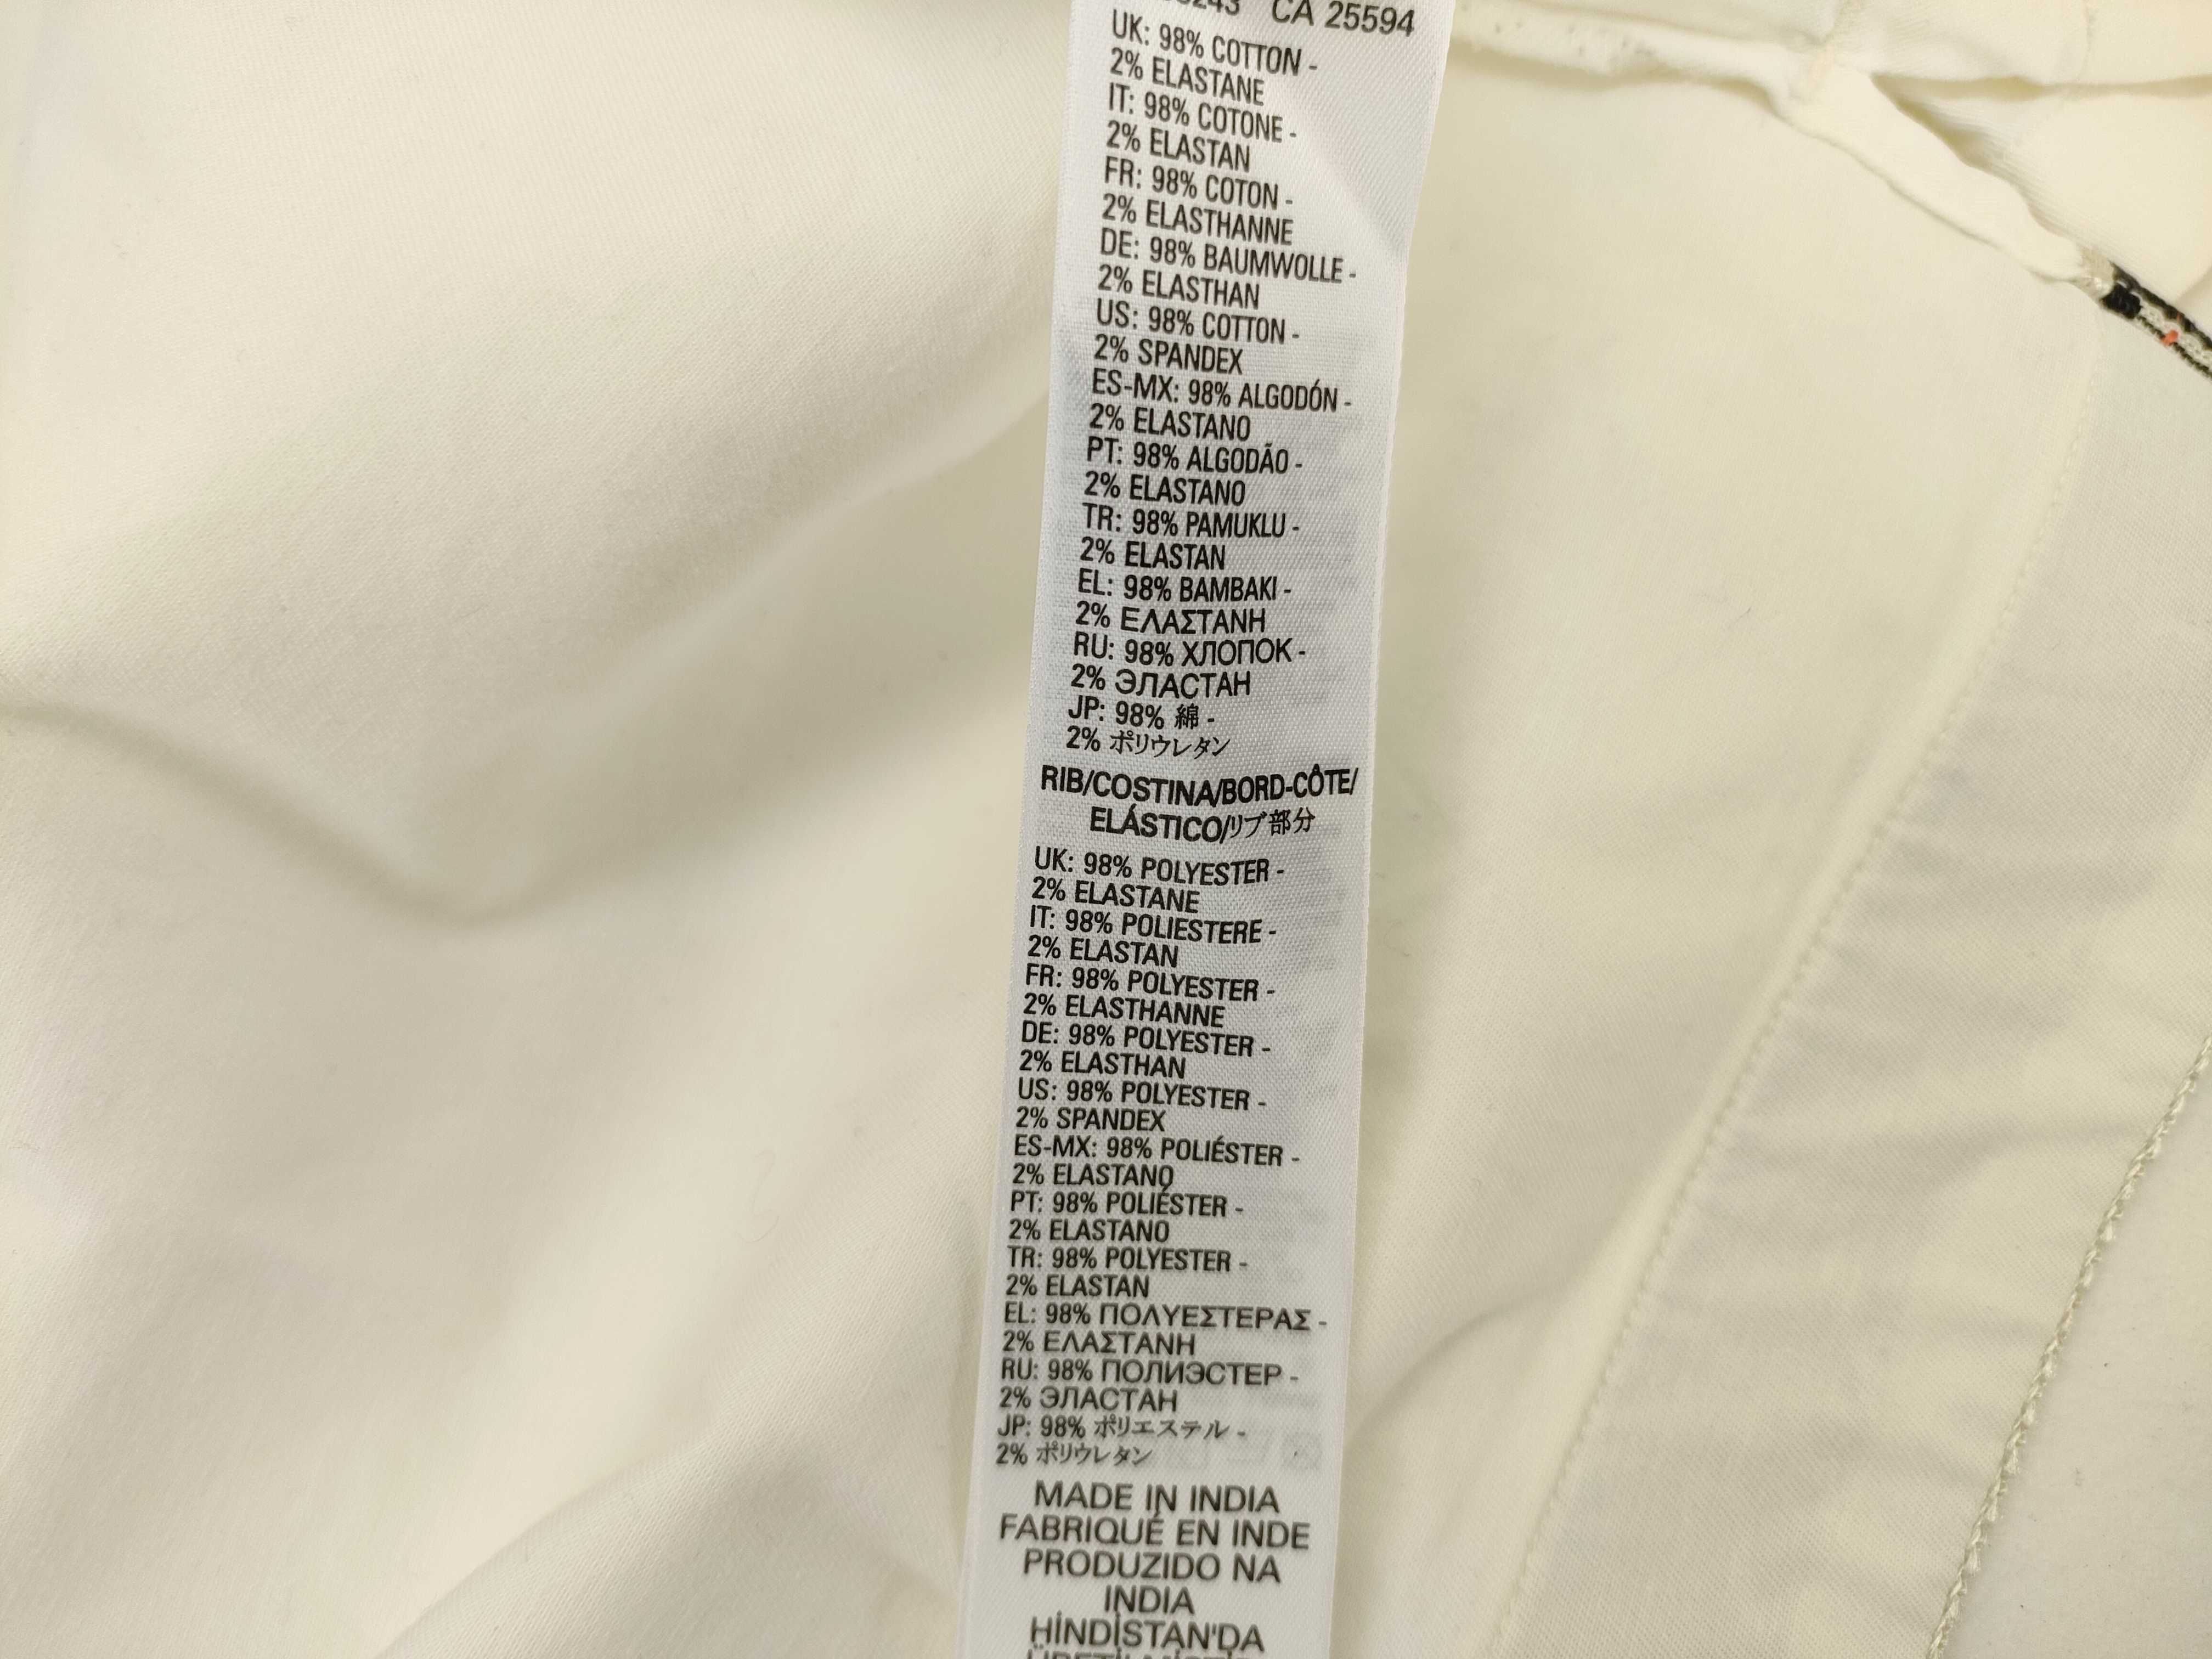 CA 25594
UK: 98% COTTON -
2% ELASTANE
IT: 98% COTONE -
2% ELASTAN
FR: 98% COTON -
2% ELASTHANNE
DE: 98% BAUMWOLLE -
2% ELASTHAN
US: 98% COTTON -
2% SPANDEX
ES-MX: 98% ALGODÓN -
2% ELASTANO
PT: 98% ALGODÃO -
2% ELASTANO
TR: 98% PAMUKLU -
2% ELASTAN
EL: 98% ΒΑΜΒΑΚΙ -
2% ΕΛΑΣΤΑΝΗ
RU: 98% ХЛОПОК -
2% ЭЛАСТАН
JP: 98% 綿 -
2% ポリウレタン
RIB/COSTINA/BORD-CÔTE/
ELÁSTICO/リブ部分
UK: 98% POLYESTER -
2% ELASTANE
IT: 98% POLIESTERE -
2% ELASTAN
FR: 98% POLYESTER -
2% ELASTHANNE
DE: 98% POLYESTER -
2% ELASTHAN
US: 98% POLYESTER -
2% SPANDEX
ES-MX: 98% POLIÉSTER -
2% ELASTANO
PT: 98% POLIÉSTER -
2% ELASTANO
TR: 98% POLYESTER -
2% ELASTAN
EL: 98% ΠΟΛΥΕΣΤΕΡΑΣ -
2% ΕΛΑΣΤΑΝΗ
RU: 98% ПОЛИЭСТЕР -
2% ЭЛАСТАН
JP: 98% ポリエステル -
2% ポリウレタン
MADE IN INDIA
FABRIQUÉ EN INDE
PRODUZIDO NA
INDIA
HİNDİSTAN'DA